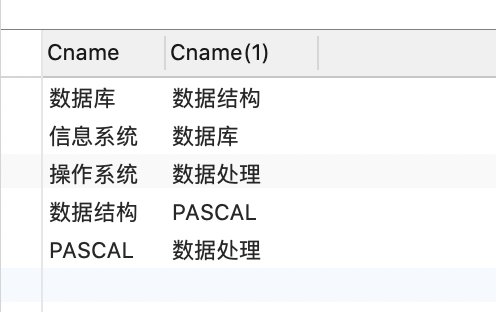 Cname Cname(1)
数据库 数据结构
信息系统 数据库
操作系统 数据处理
数据结构 PASCAL
PASCAL 数据处理